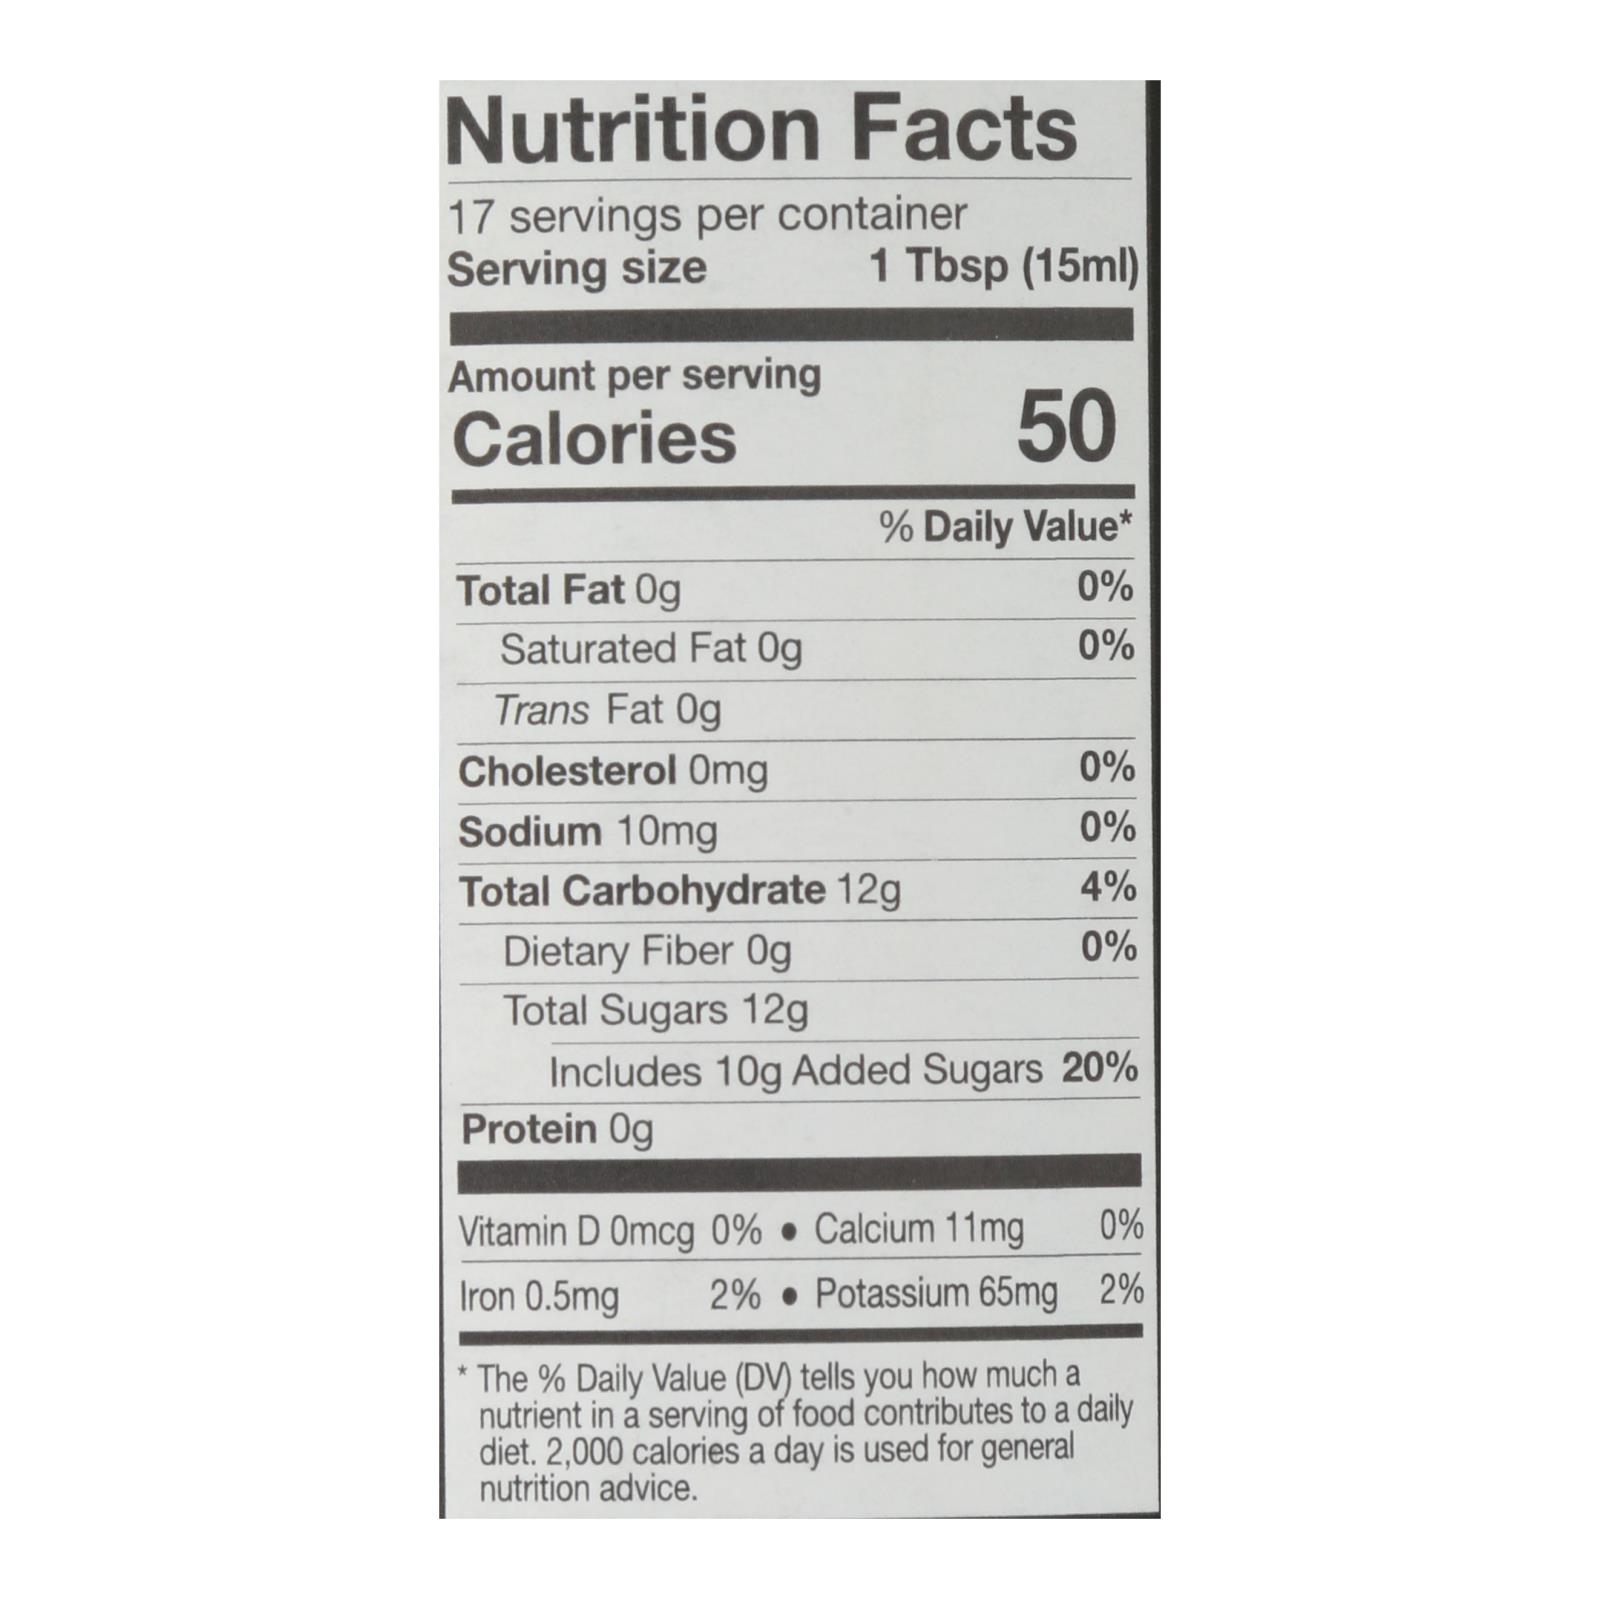 Nutrition Facts
17 servings per container
Serving size 1 Tbsp (15ml)
Amount per serving
Calories 50
% Daily Value*
Total Fat 0g 0%
Saturated Fat 0g 0%
Trans Fat 0g
Cholesterol 0mg 0%
Sodium 10mg 0%
Total Carbohydrate 12g 4%
Dietary Fiber 0g 0%
Total Sugars 12g
Includes 10g Added Sugars 20%
Protein 0g
Vitamin D 0mcg 0% • Calcium 11mg 0%
Iron 0.5mg 2% • Potassium 65mg 2%
* The % Daily Value (DV) tells you how much a
nutrient in a serving of food contributes to a daily
diet. 2,000 calories a day is used for general
nutrition advice.